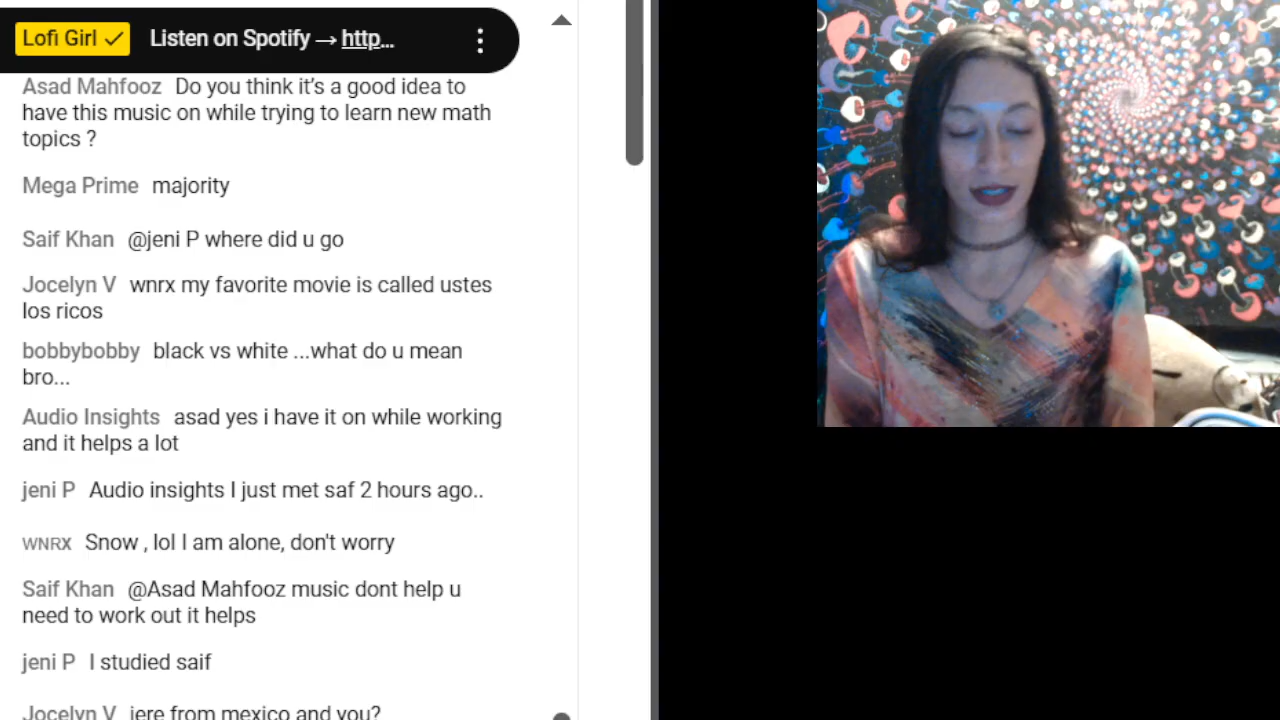 Lofi Girl Listen on Spotify → http...
Asad Mahfooz Do you think it's a good idea to
have this music on while trying to learn new math
topics ?
Mega Prime majority
Saif Khan @jeni P where did u go
Jocelyn V wnrx my favorite movie is called ustes
los ricos
bobbybobby black vs white ...what do u mean
bro...
Audio Insights asad yes i have it on while working
and it helps a lot
jeni P Audio insights I just met saf 2 hours ago..
WNRX Snow , lol I am alone, don't worry
Saif Khan @Asad Mahfooz music dont help u
need to work out it helps
jeni P I studied saif
Jocelyn V iere from mexico and you?